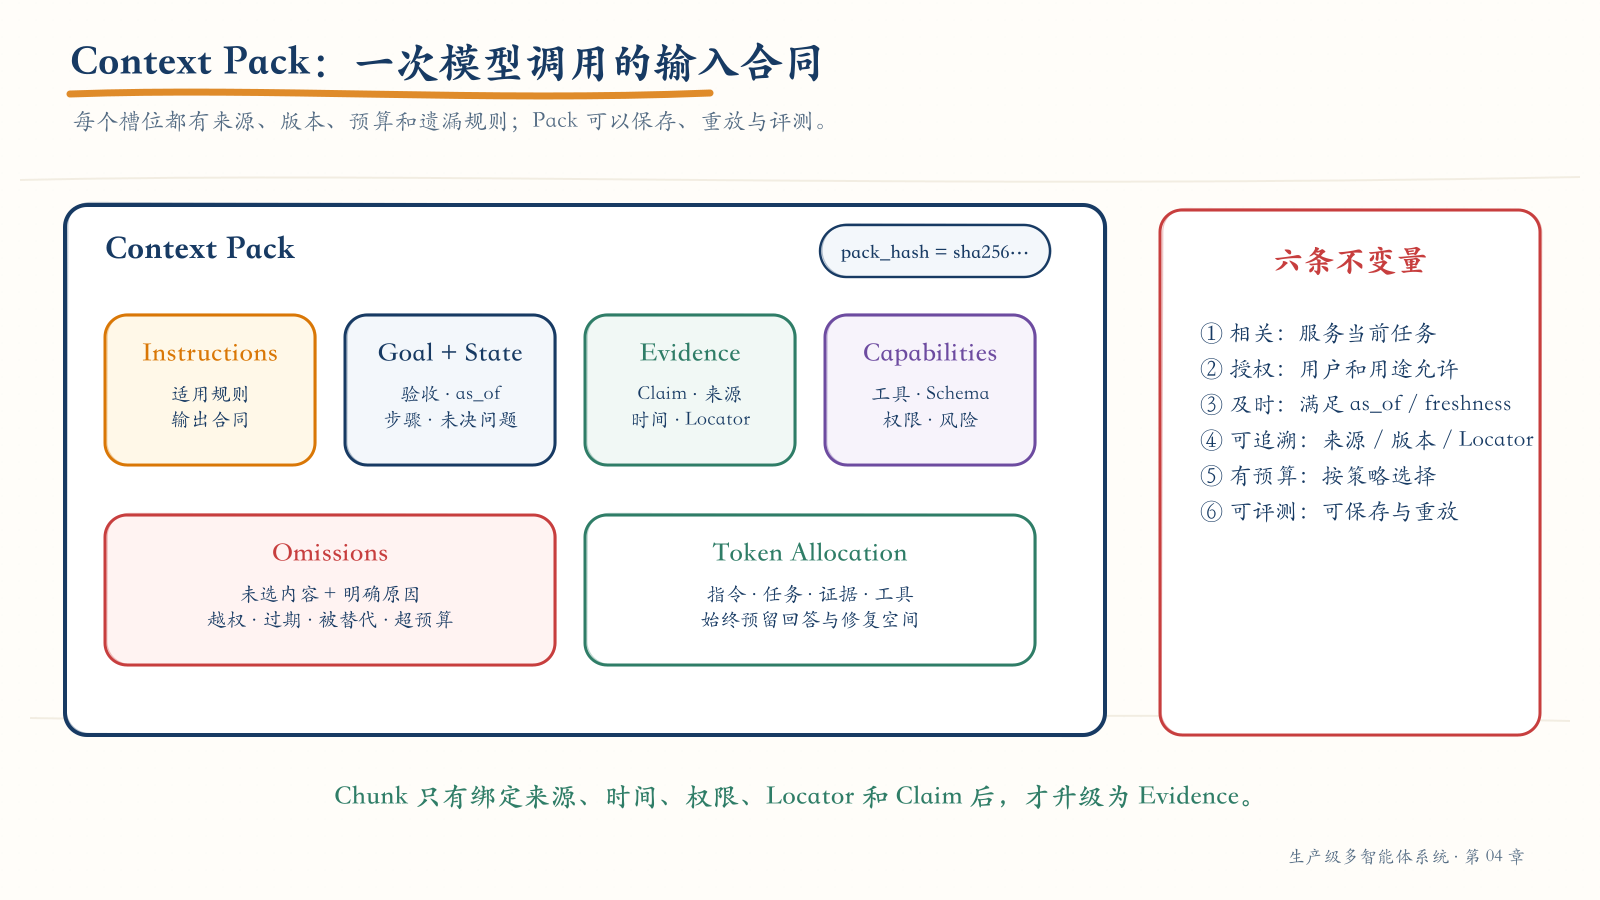 Context Pack：一次模型调用的输入合同
每个槽位都有来源、版本、预算和遗漏规则；Pack 可以保存、重放与评测。
Context Pack
pack_hash = sha256…
Instructions
适用规则
输出合同
Goal + State
验收 · as_of
步骤 · 未决问题
Evidence
Claim · 来源
时间 · Locator
Capabilities
工具 · Schema
权限 · 风险
Omissions
未选内容 + 明确原因
越权 · 过期 · 被替代 · 超预算
Token Allocation
指令 · 任务 · 证据 · 工具
始终预留回答与修复空间
六条不变量
① 相关：服务当前任务
② 授权：用户和用途允许
③ 及时：满足 as_of / freshness
④ 可追溯：来源 / 版本 / Locator
⑤ 有预算：按策略选择
⑥ 可评测：可保存与重放
Chunk 只有绑定来源、时间、权限、Locator 和 Claim 后，才升级为 Evidence。
生产级多智能体系统 · 第 04 章